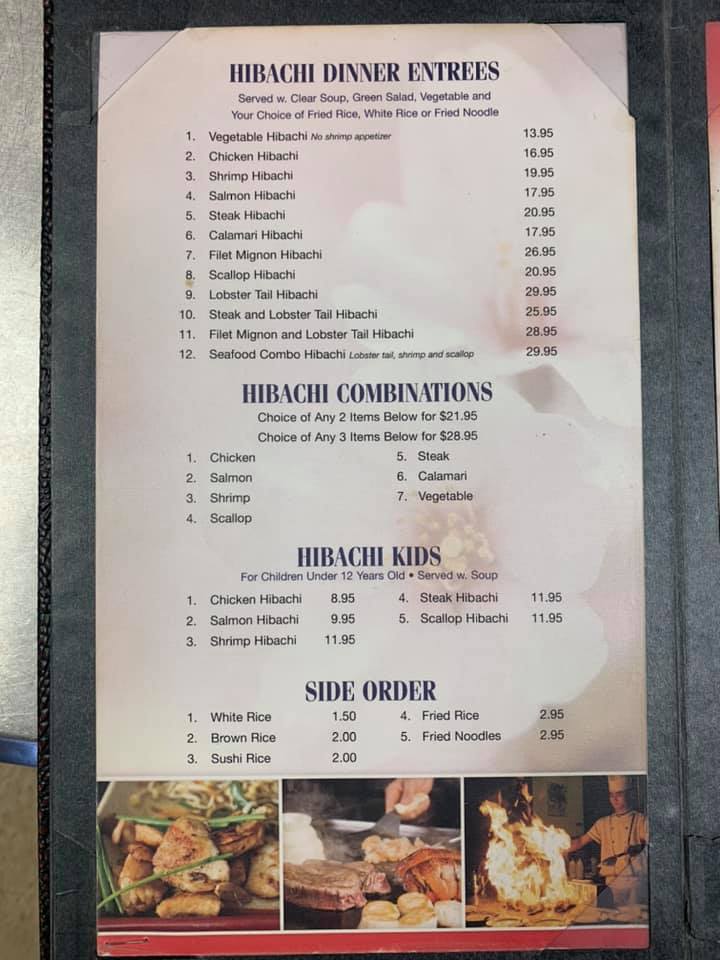 HIBACHI DINNER ENTREES
Served w. Clear Soup, Green Salad, Vegetable and
Your Choice of Fried Rice, White Rice or Fried Noodle
1. Vegetable Hibachi No shrimp appetizer 13.95
2. Chicken Hibachi 16.95
3. Shrimp Hibachi 19.95
4. Salmon Hibachi 17.95
5. Steak Hibachi 20.95
6. Calamari Hibachi 17.95
7. Filet Mignon Hibachi 26.95
8. Scallop Hibachi 20.95
9. Lobster Tail Hibachi 29.95
10. Steak and Lobster Tail Hibachi 25.95
11. Filet Mignon and Lobster Tail Hibachi 28.95
12. Seafood Combo Hibachi Lobster tail, shrimp and scallop 29.95
HIBACHI COMBINATIONS
Choice of Any 2 Items Below for $21.95
Choice of Any 3 Items Below for $28.95
1. Chicken 5. Steak
2. Salmon 6. Calamari
3. Shrimp 7. Vegetable
4. Scallop
HIBACHI KIDS
For Children Under 12 Years Old • Served w. Soup
1. Chicken Hibachi 8.95 4. Steak Hibachi 11.95
2. Salmon Hibachi 9.95 5. Scallop Hibachi 11.95
3. Shrimp Hibachi 11.95
SIDE ORDER
1. White Rice 1.50 4. Fried Rice 2.95
2. Brown Rice 2.00 5. Fried Noodles 2.95
3. Sushi Rice 2.00